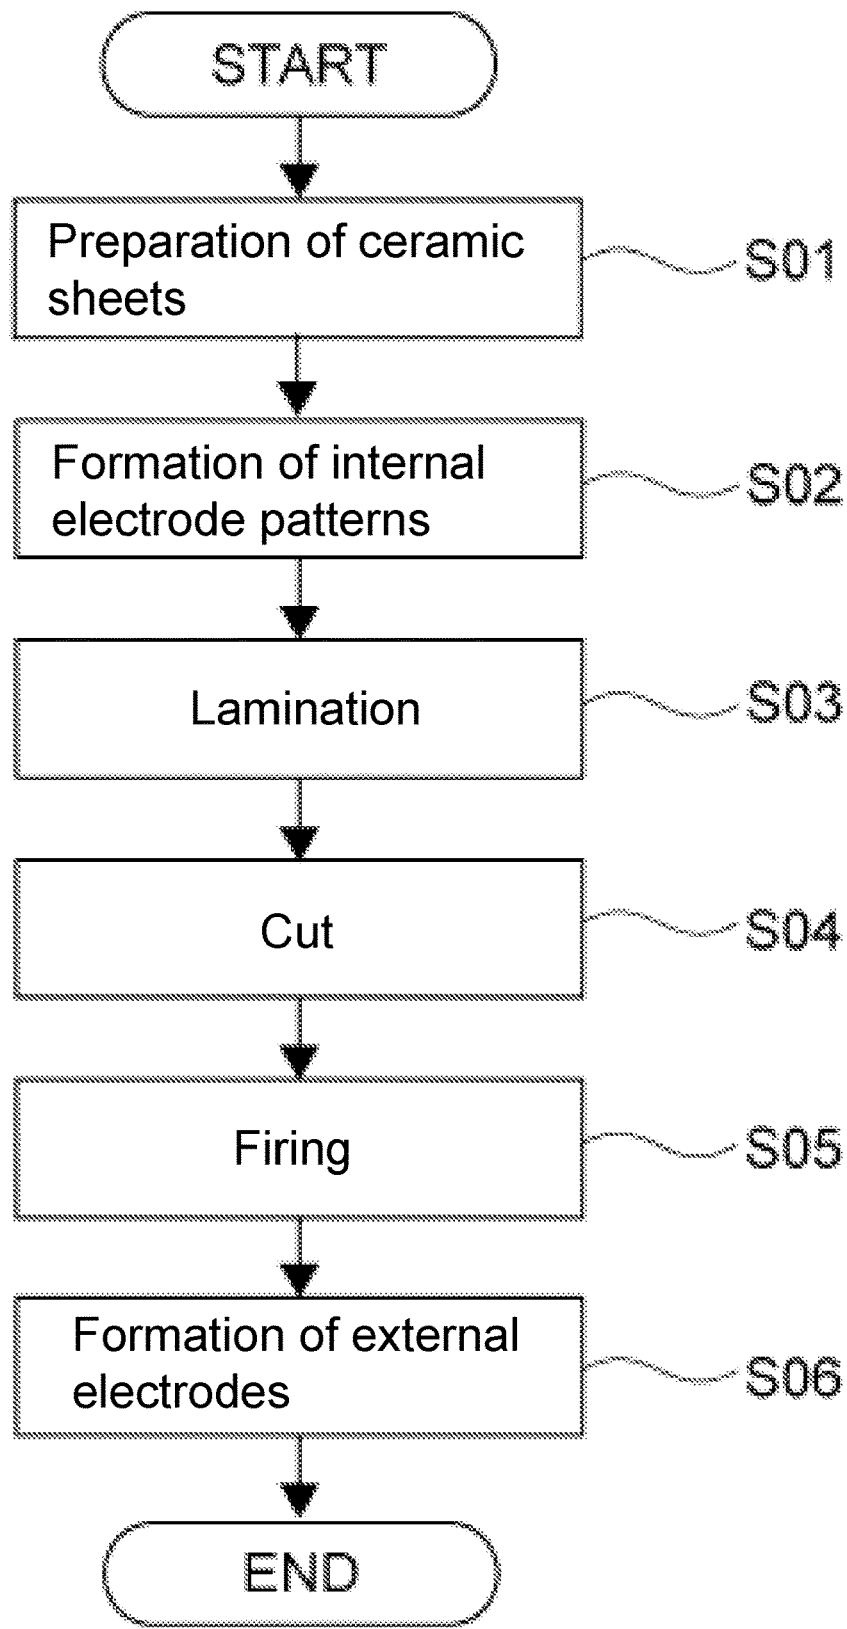 START
Preparation of ceramic
sheets
S01
Formation of internal
electrode patterns
S02
Lamination
S03
Cut
S04
Firing
S05
Formation of external
electrodes
S06
END